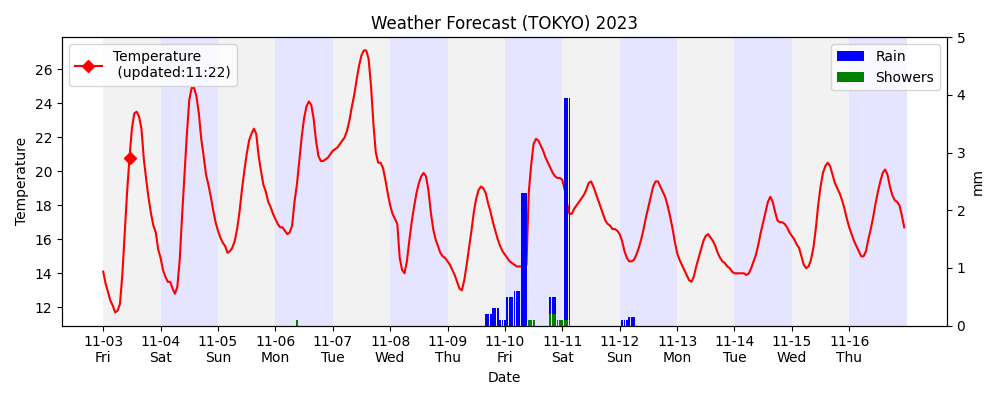 Weather Forecast (TOKYO) 2023
Temperature
(updated:11:22)
Rain
Showers
Temperature
26
24
22
20
18
16
14
12
5
4
3
2
1
0
mm
11-03 11-04 11-05 11-06 11-07 11-08 11-09 11-10 11-11 11-12 11-13 11-14 11-15 11-16
Fri Sat Sun Mon Tue Wed Thu Fri Sat Sun Mon Tue Wed Thu
Date